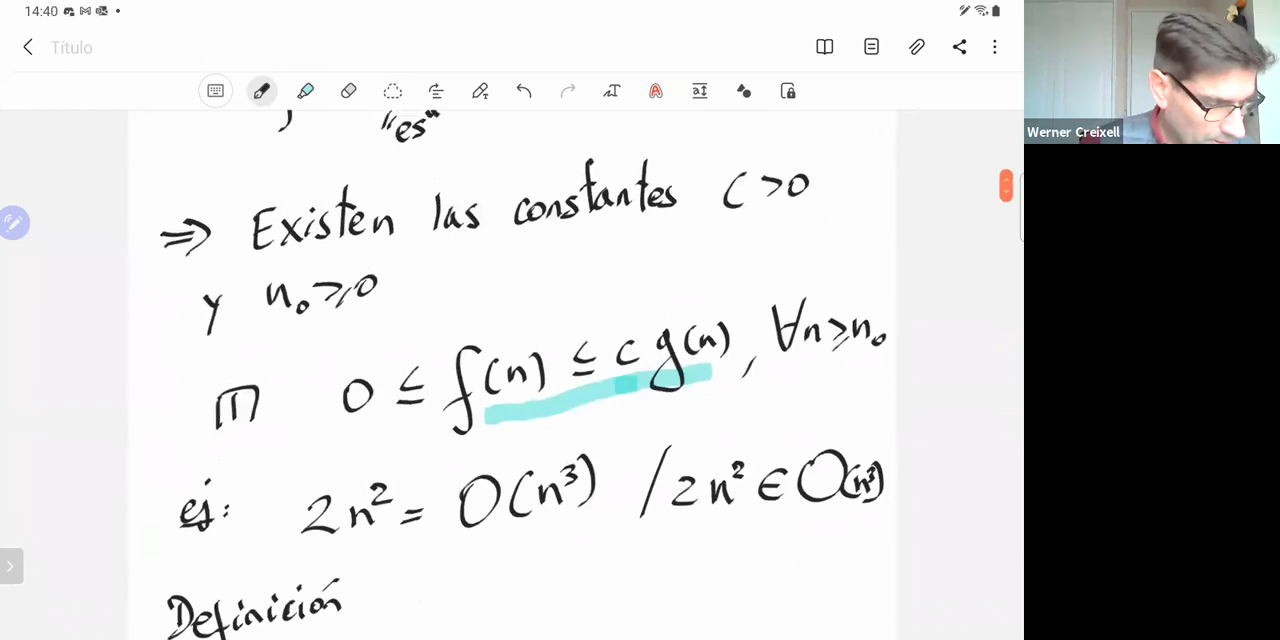 14:40
Título
"es"
⇒ Existen las constantes C>0
y n₀≥0
0 ≤ f(n) ≤ c g(n), ∀n≥n₀
ej: 2n² = O(n³) / 2n² ∈ O(n³)
Definición
Werner Creixell